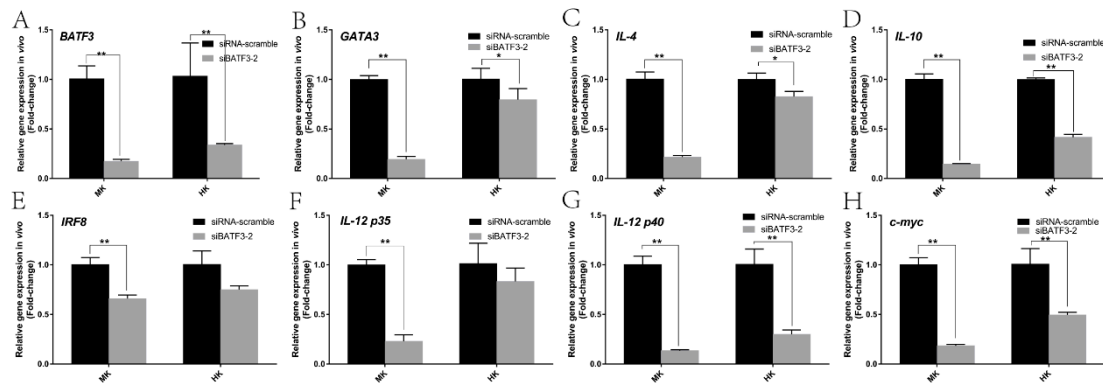 A
BATF3
siRNA-scramble
siBATF3-2
**
**
Relative gene expression in vivo
(Fold-change)
1.5
1.0
0.5
0.0
MK
HK
B
GATA3
siRNA-scramble
siBATF3-2
**
*
Relative gene expression in vivo
(Fold-change)
1.5
1.0
0.5
0.0
MK
HK
C
IL-4
siRNA-scramble
siBATF3-2
**
*
Relative gene expression in vivo
(Fold-change)
1.5
1.0
0.5
0.0
MK
HK
D
IL-10
siRNA-scramble
siBATF3-2
**
**
Relative gene expression in vivo
(Fold-change)
1.5
1.0
0.5
0.0
MK
HK
E
IRF8
siRNA-scramble
siBATF3-2
**
Relative gene expression in vivo
(Fold-change)
1.5
1.0
0.5
0.0
MK
HK
F
IL-12 p35
siRNA-scramble
siBATF3-2
**
Relative gene expression in vivo
(Fold-change)
1.5
1.0
0.5
0.0
MK
HK
G
IL-12 p40
siRNA-scramble
siBATF3-2
**
**
Relative gene expression in vivo
(Fold-change)
1.5
1.0
0.5
0.0
MK
HK
H
c-myc
siRNA-scramble
siBATF3-2
**
**
Relative gene expression in vivo
(Fold-change)
1.5
1.0
0.5
0.0
MK
HK